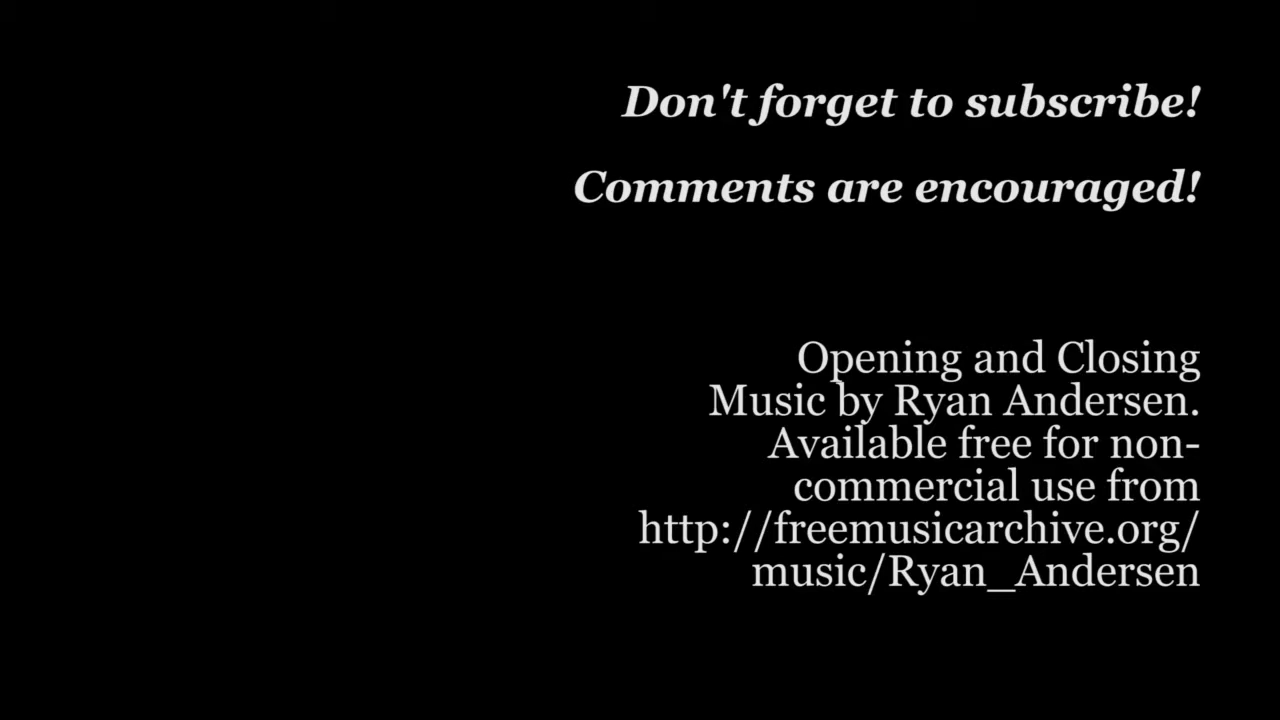 Don't forget to subscribe!
Comments are encouraged!
Opening and Closing
Music by Ryan Andersen.
Available free for non-
commercial use from
http://freemusicarchive.org/
music/Ryan_Andersen